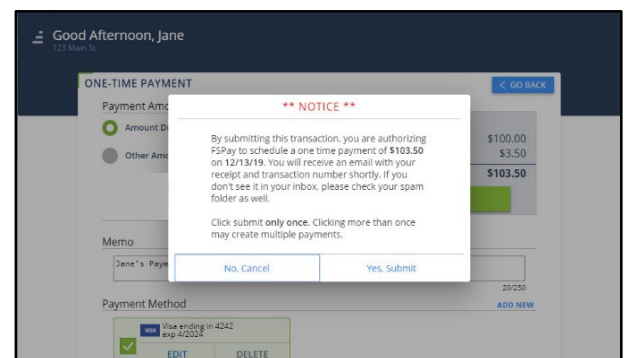 Good Afternoon, Jane
123 Main St
ONE-TIME PAYMENT
< GO BACK
Payment Amo
** NOTICE **
Amount D
By submitting this transaction, you are authorizing
FSPay to schedule a one time payment of $103.50
on 12/13/19. You will receive an email with your
receipt and transaction number shortly. If you
don't see it in your inbox, please check your spam
folder as well.
$100.00
Other Amo
$3.50
$103.50
Click submit only once. Clicking more than once
may create multiple payments.
Memo
Jane's Paym
No, Cancel
Yes, Submit
20/250
Payment Method
ADD NEW
VISA
Visa ending in 4242
exp 4/2024
EDIT
DELETE